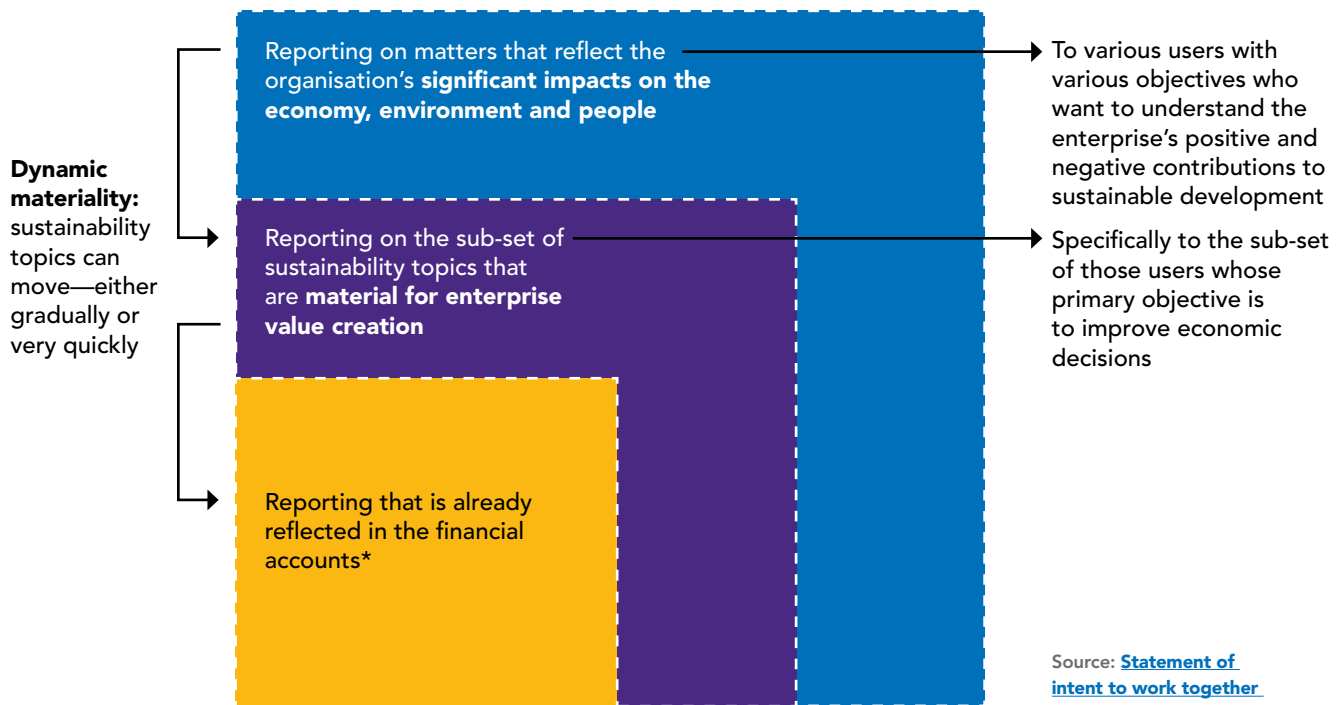 Dynamic
materiality:
sustainability
topics can
move—either
gradually or
very quickly
Reporting on matters that reflect the
organisation’s significant impacts on the
economy, environment and people
To various users with
various objectives who
want to understand the
enterprise’s positive and
negative contributions to
sustainable development
Reporting on the sub-set of
sustainability topics that
are material for enterprise
value creation
Specifically to the sub-set
of those users whose
primary objective is
to improve economic
decisions
Reporting that is already
reflected in the financial
accounts*
Source: Statement of
intent to work together